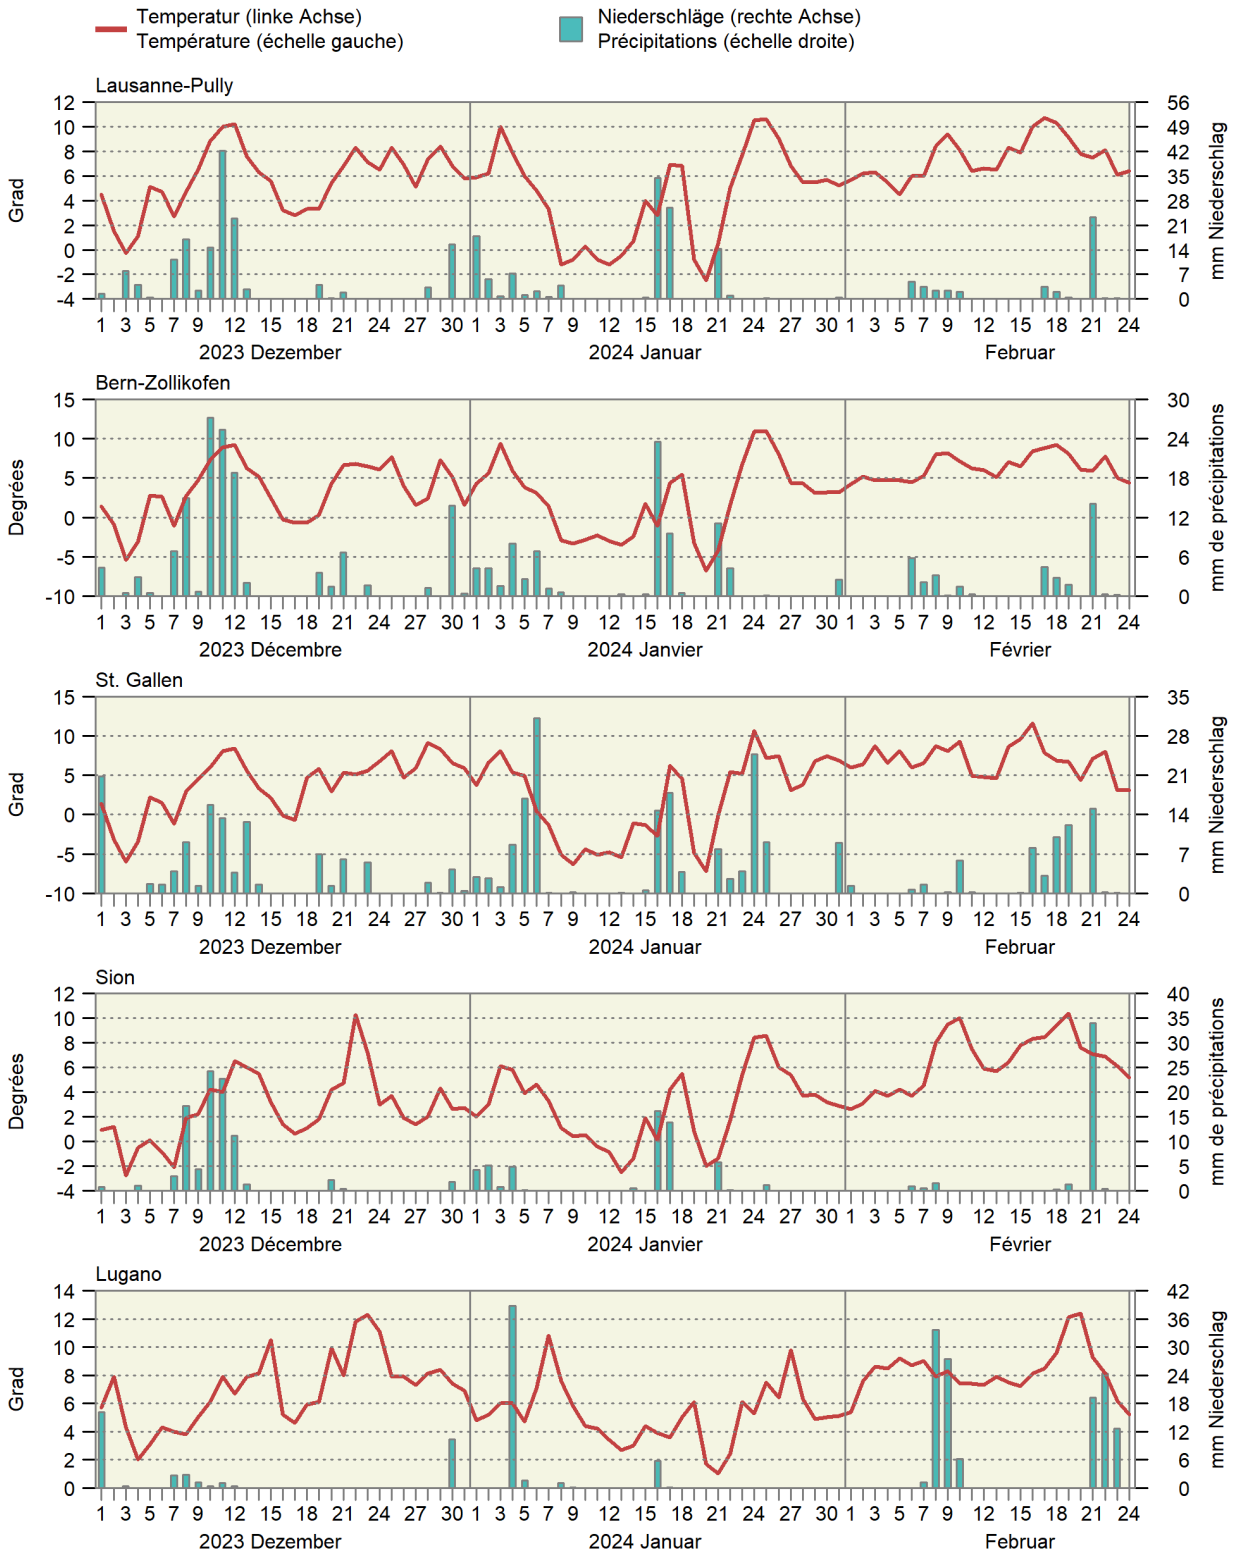 Temperatur (linke Achse)
Température (échelle gauche)
Niederschläge (rechte Achse)
Précipitations (échelle droite)
Lausanne-Pully
12 10 8 6 4 2 0 -2 -4
Grad
56 49 42 35 28 21 14 7 0
mm Niederschlag
1 3 5 7 9 12 15 18 21 24 27 30 1 3 5 7 9 12 15 18 21 24 27 30 1 3 5 7 9 12 15 18 21 24
2023 Dezember 2024 Januar Februar
Bern-Zollikofen
15 10 5 0 -5 -10
Degrées
30 24 18 12 6 0
mm de précipitations
1 3 5 7 9 12 15 18 21 24 27 30 1 3 5 7 9 12 15 18 21 24 27 30 1 3 5 7 9 12 15 18 21 24
2023 Décembre 2024 Janvier Février
St. Gallen
15 10 5 0 -5 -10
Grad
35 28 21 14 7 0
mm Niederschlag
1 3 5 7 9 12 15 18 21 24 27 30 1 3 5 7 9 12 15 18 21 24 27 30 1 3 5 7 9 12 15 18 21 24
2023 Dezember 2024 Januar Februar
Sion
12 10 8 6 4 2 0 -2 -4
Degrées
40 35 30 25 20 15 10 5 0
mm de précipitations
1 3 5 7 9 12 15 18 21 24 27 30 1 3 5 7 9 12 15 18 21 24 27 30 1 3 5 7 9 12 15 18 21 24
2023 Décembre 2024 Janvier Février
Lugano
14 12 10 8 6 4 2 0
Grad
42 36 30 24 18 12 6 0
mm Niederschlag
1 3 5 7 9 12 15 18 21 24 27 30 1 3 5 7 9 12 15 18 21 24 27 30 1 3 5 7 9 12 15 18 21 24
2023 Dezember 2024 Januar Februar